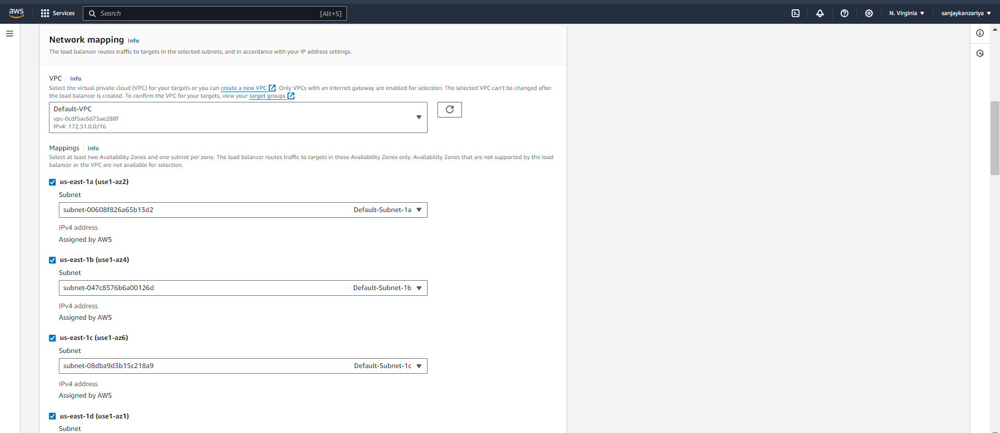 aws
Services
Search [Alt+S]
N. Virginia
sanjaykanzariya
Network mapping Info
The load balancer routes traffic to targets in the selected subnets, and in accordance with your IP address settings.
VPC Info
Select the virtual private cloud (VPC) for your targets or you can create a new VPC. Only VPCs with an internet gateway are enabled for selection. The selected VPC can't be changed after
the load balancer is created. To confirm the VPC for your targets, view your target groups.
Default-VPC
vpc-0cdf5ac6d75ae288f
IPv4: 172.31.0.0/16
Mappings Info
Select at least two Availability Zones and one subnet per zone. The load balancer routes traffic to targets in these Availability Zones only. Availability Zones that are not supported by the load
balancer or the VPC are not available for selection.
us-east-1a (use1-az2)
Subnet
subnet-00608f826a65b13d2 Default-Subnet-1a
IPv4 address
Assigned by AWS
us-east-1b (use1-az4)
Subnet
subnet-047c8576b6a00126d Default-Subnet-1b
IPv4 address
Assigned by AWS
us-east-1c (use1-az6)
Subnet
subnet-08dba9d3b15c218a9 Default-Subnet-1c
IPv4 address
Assigned by AWS
us-east-1d (use1-az1)
Subnet